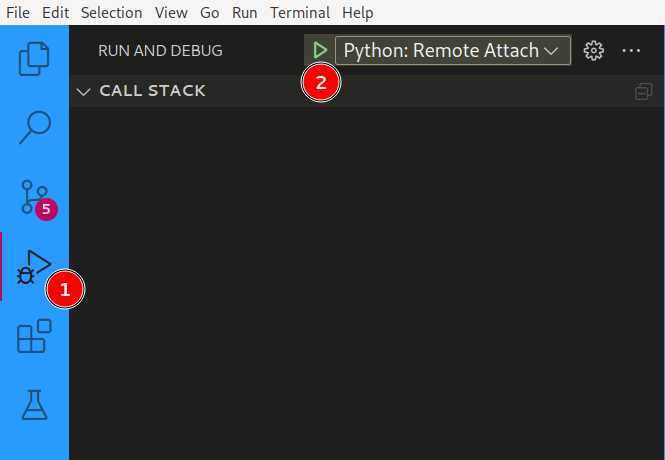 File Edit Selection View Go Run Terminal Help
RUN AND DEBUG Python: Remote Attach
2
CALL STACK
5
1